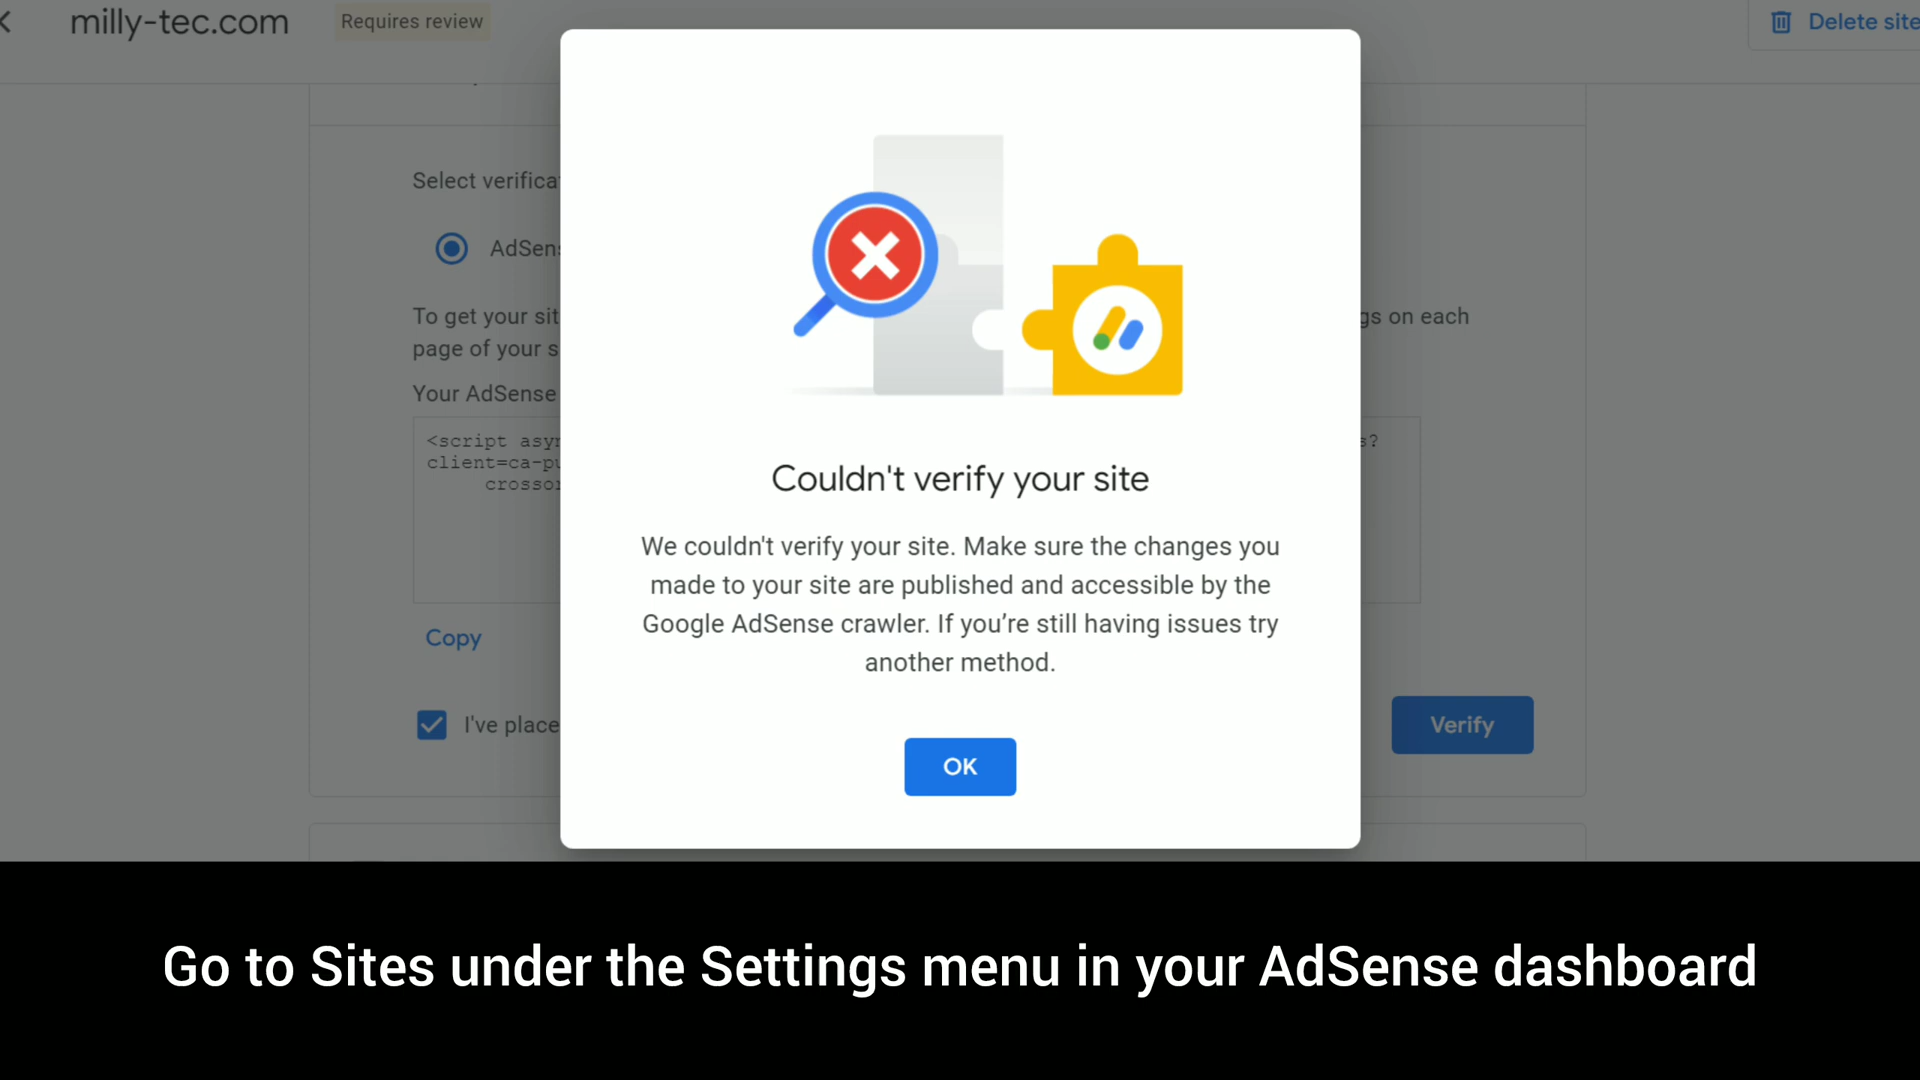 milly-tec.com
Requires review
Delete site
Select verifica
AdSens
To get your sit
gs on each
page of your s
Your AdSense
<script asyn
s?
client=ca-pu
crossor
Copy
I've place
Verify
Couldn't verify your site
We couldn't verify your site. Make sure the changes you
made to your site are published and accessible by the
Google AdSense crawler. If you’re still having issues try
another method.
OK
Go to Sites under the Settings menu in your AdSense dashboard